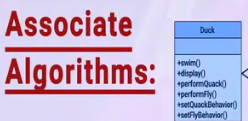 Associate
Algorithms:
Duck
+swim()
+display()
+performQuack()
+performFly()
+setQuackBehavior()
+setFlyBehavior()